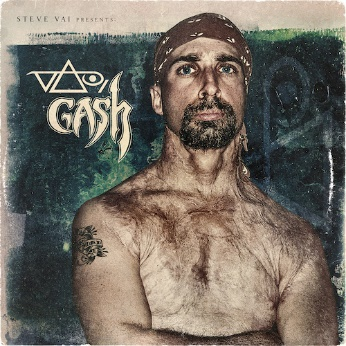 STEVE VAI PRESENTS:
VAI/
GASH